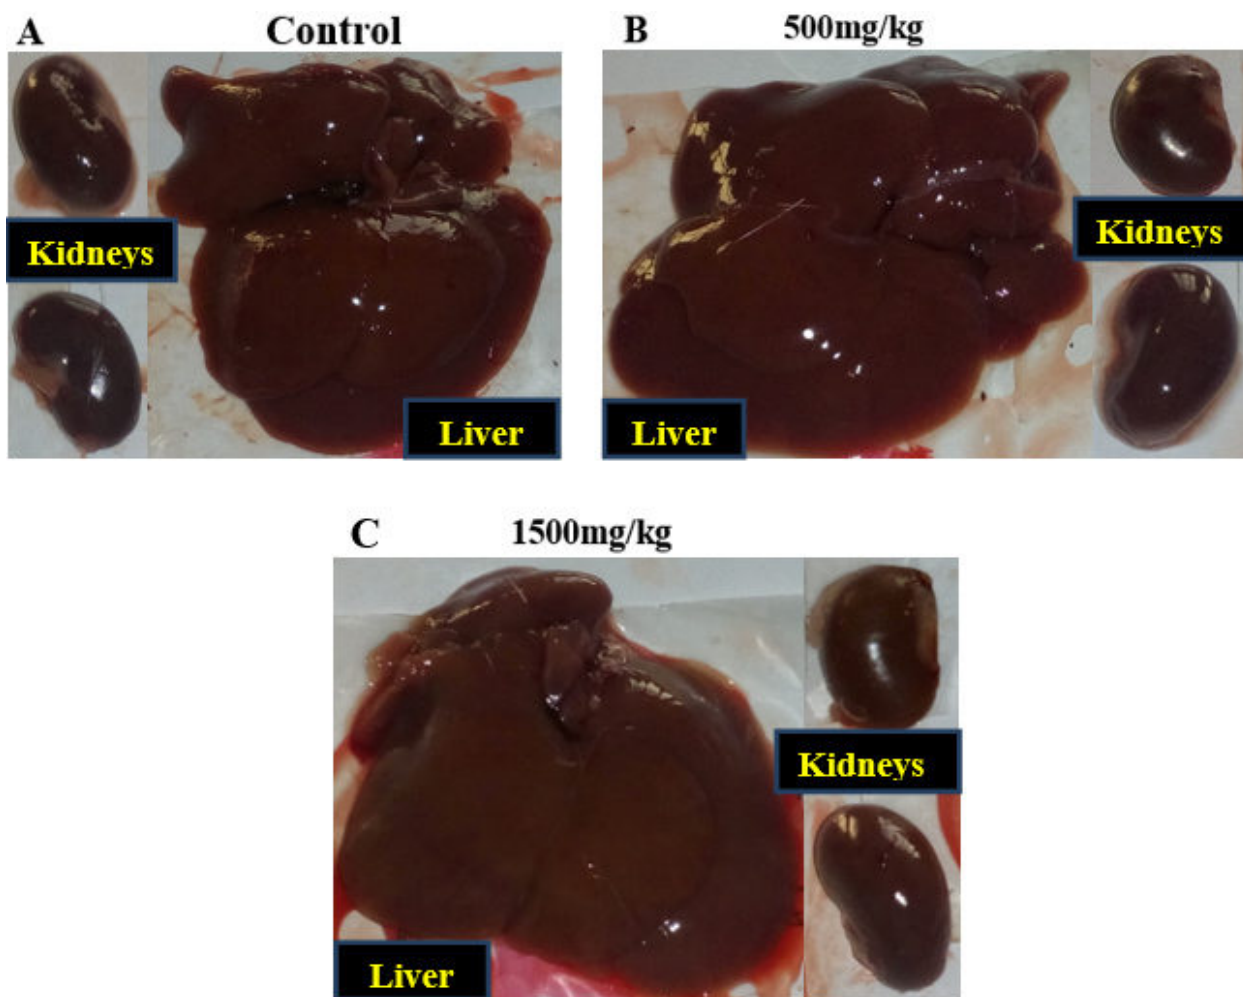 A
Control
Kidneys
Liver
B
500mg/kg
Kidneys
Liver
C
1500mg/kg
Kidneys
Liver